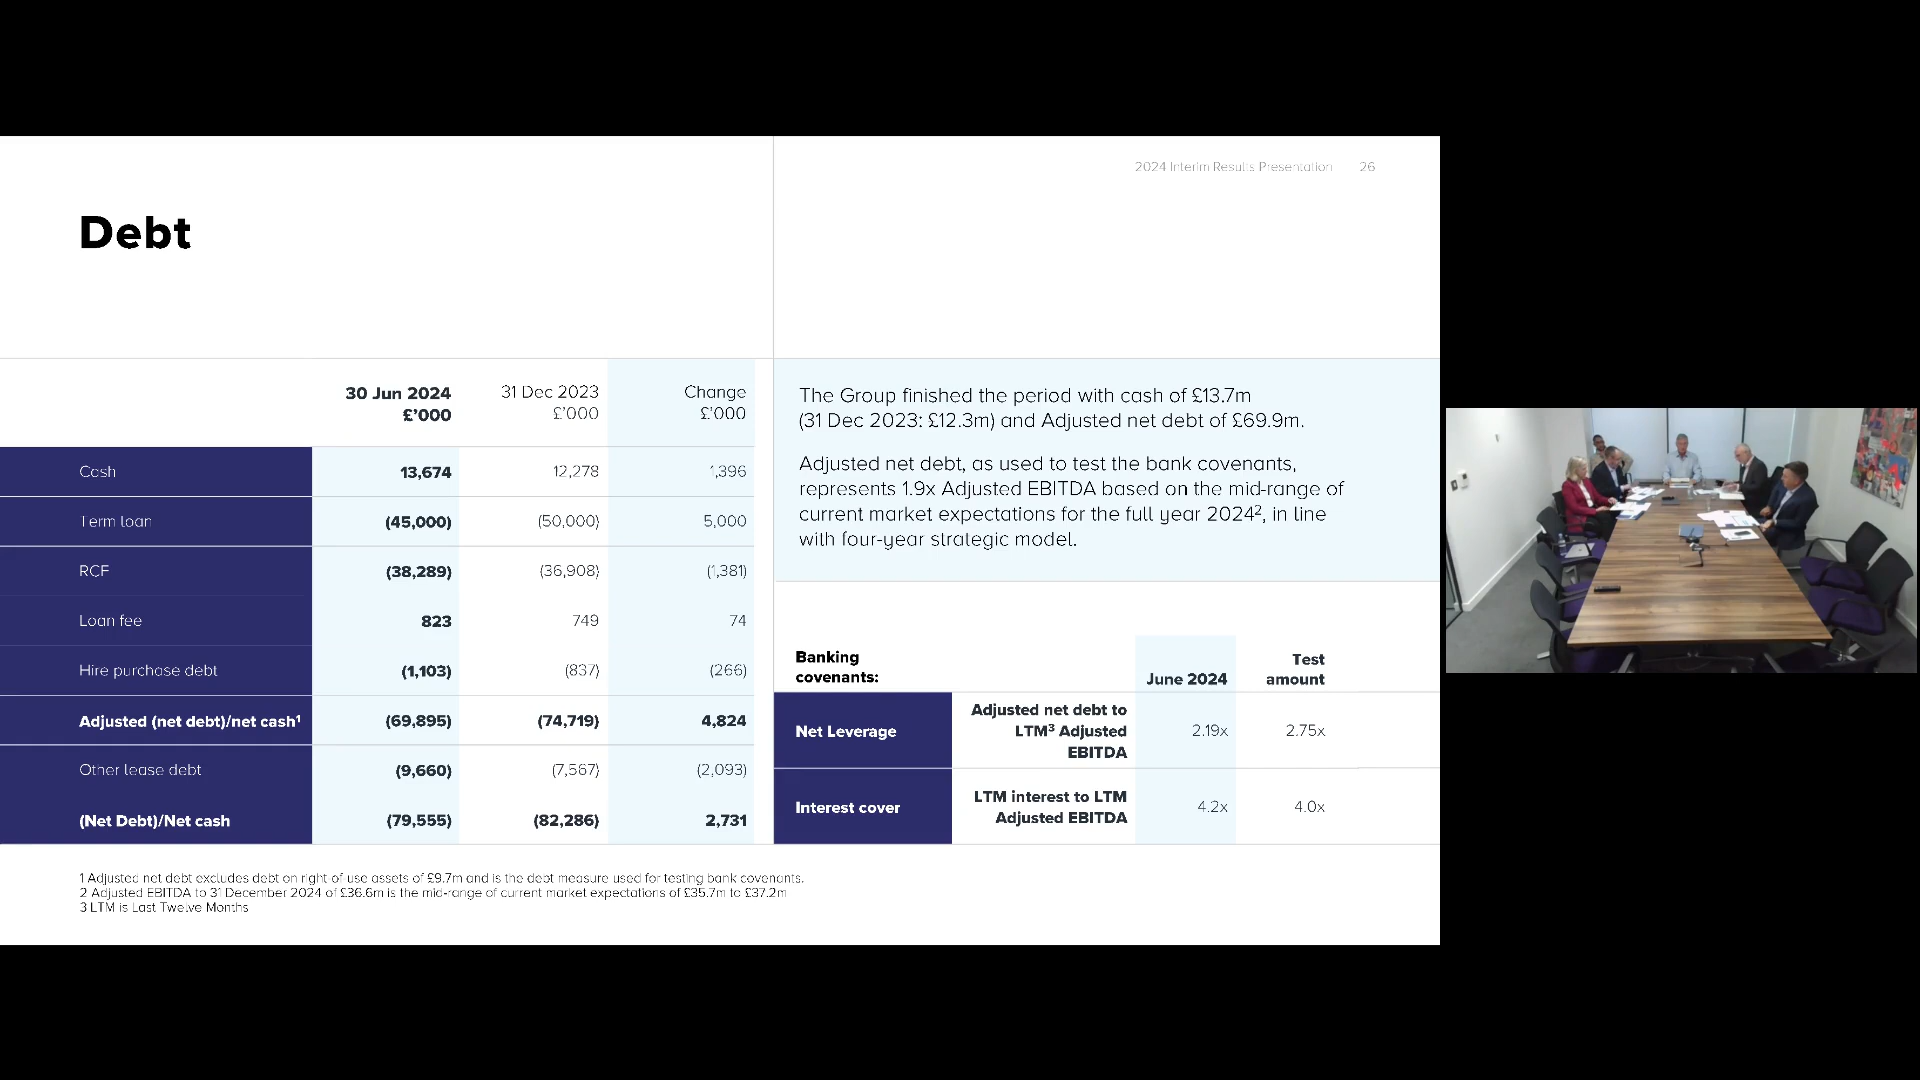 2024 Interim Results Presentation 26
Debt
30 Jun 2024 31 Dec 2023 Change
£’000 £’000 £’000
Cash 13,674 12,278 1,396
Term loan (45,000) (50,000) 5,000
RCF (38,289) (36,908) (1,381)
Loan fee 823 749 74
Hire purchase debt (1,103) (837) (266)
Adjusted (net debt)/net cash¹ (69,895) (74,719) 4,824
Other lease debt (9,660) (7,567) (2,093)
(Net Debt)/Net cash (79,555) (82,286) 2,731
The Group finished the period with cash of £13.7m
(31 Dec 2023: £12.3m) and Adjusted net debt of £69.9m.
Adjusted net debt, as used to test the bank covenants,
represents 1.9x Adjusted EBITDA based on the mid-range of
current market expectations for the full year 2024², in line
with four-year strategic model.
Banking
covenants:
June 2024
Test
amount
Net Leverage
Adjusted net debt to
LTM³ Adjusted
EBITDA
2.19x 2.75x
Interest cover
LTM interest to LTM
Adjusted EBITDA
4.2x 4.0x
1 Adjusted net debt excludes debt on right-of-use assets of £9.7m and is the debt measure used for testing bank covenants.
2 Adjusted EBITDA to 31 December 2024 of £36.6m is the mid-range of current market expectations of £35.7m to £37.2m
3 LTM is Last Twelve Months